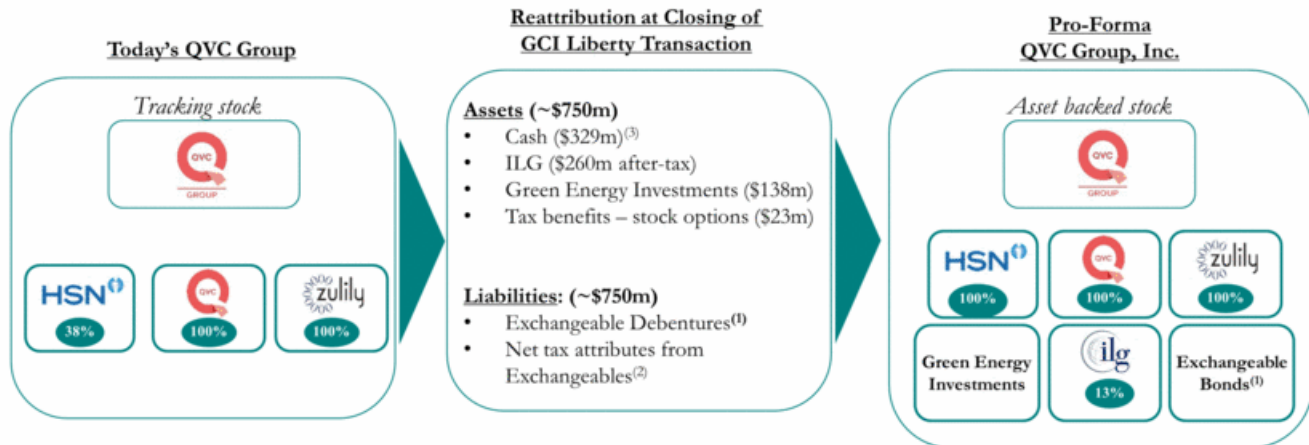 Today's QVC Group
Tracking stock
QVC
GROUP
HSN
38%
QVC
100%
zulily
100%
Reattribution at Closing of
GCI Liberty Transaction
Assets (~$750m)
• Cash ($329m)(3)
• ILG ($260m after-tax)
• Green Energy Investments ($138m)
• Tax benefits – stock options ($23m)
Liabilities: (~$750m)
• Exchangeable Debentures(1)
• Net tax attributes from
Exchangeables(2)
Pro-Forma
QVC Group, Inc.
Asset backed stock
QVC
GROUP
HSN
100%
QVC
100%
zulily
100%
Green Energy
Investments
ilg
13%
Exchangeable
Bonds(1)